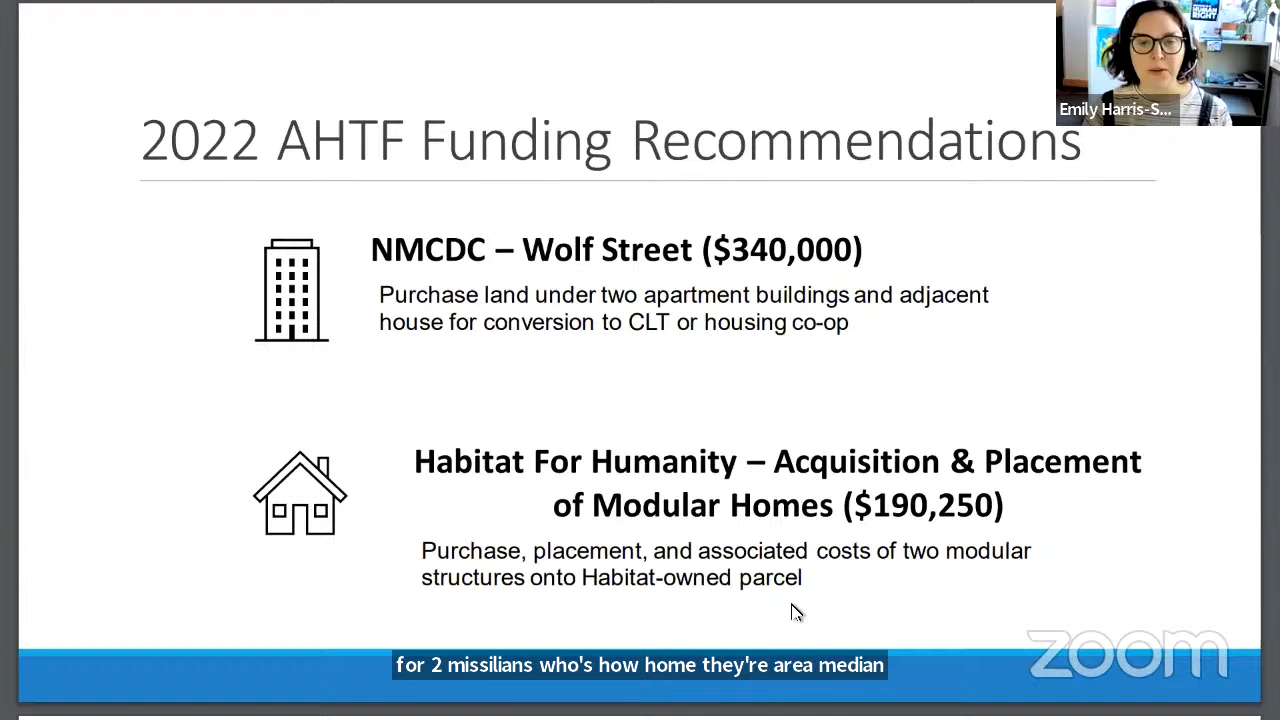 HUMAN
RIGHT
Emily Harris-S...
2022 AHTF Funding Recommendations
NMCDC – Wolf Street ($340,000)
Purchase land under two apartment buildings and adjacent
house for conversion to CLT or housing co-op
Habitat For Humanity – Acquisition & Placement
of Modular Homes ($190,250)
Purchase, placement, and associated costs of two modular
structures onto Habitat-owned parcel
zoom
for 2 missilians who's how home they're area median